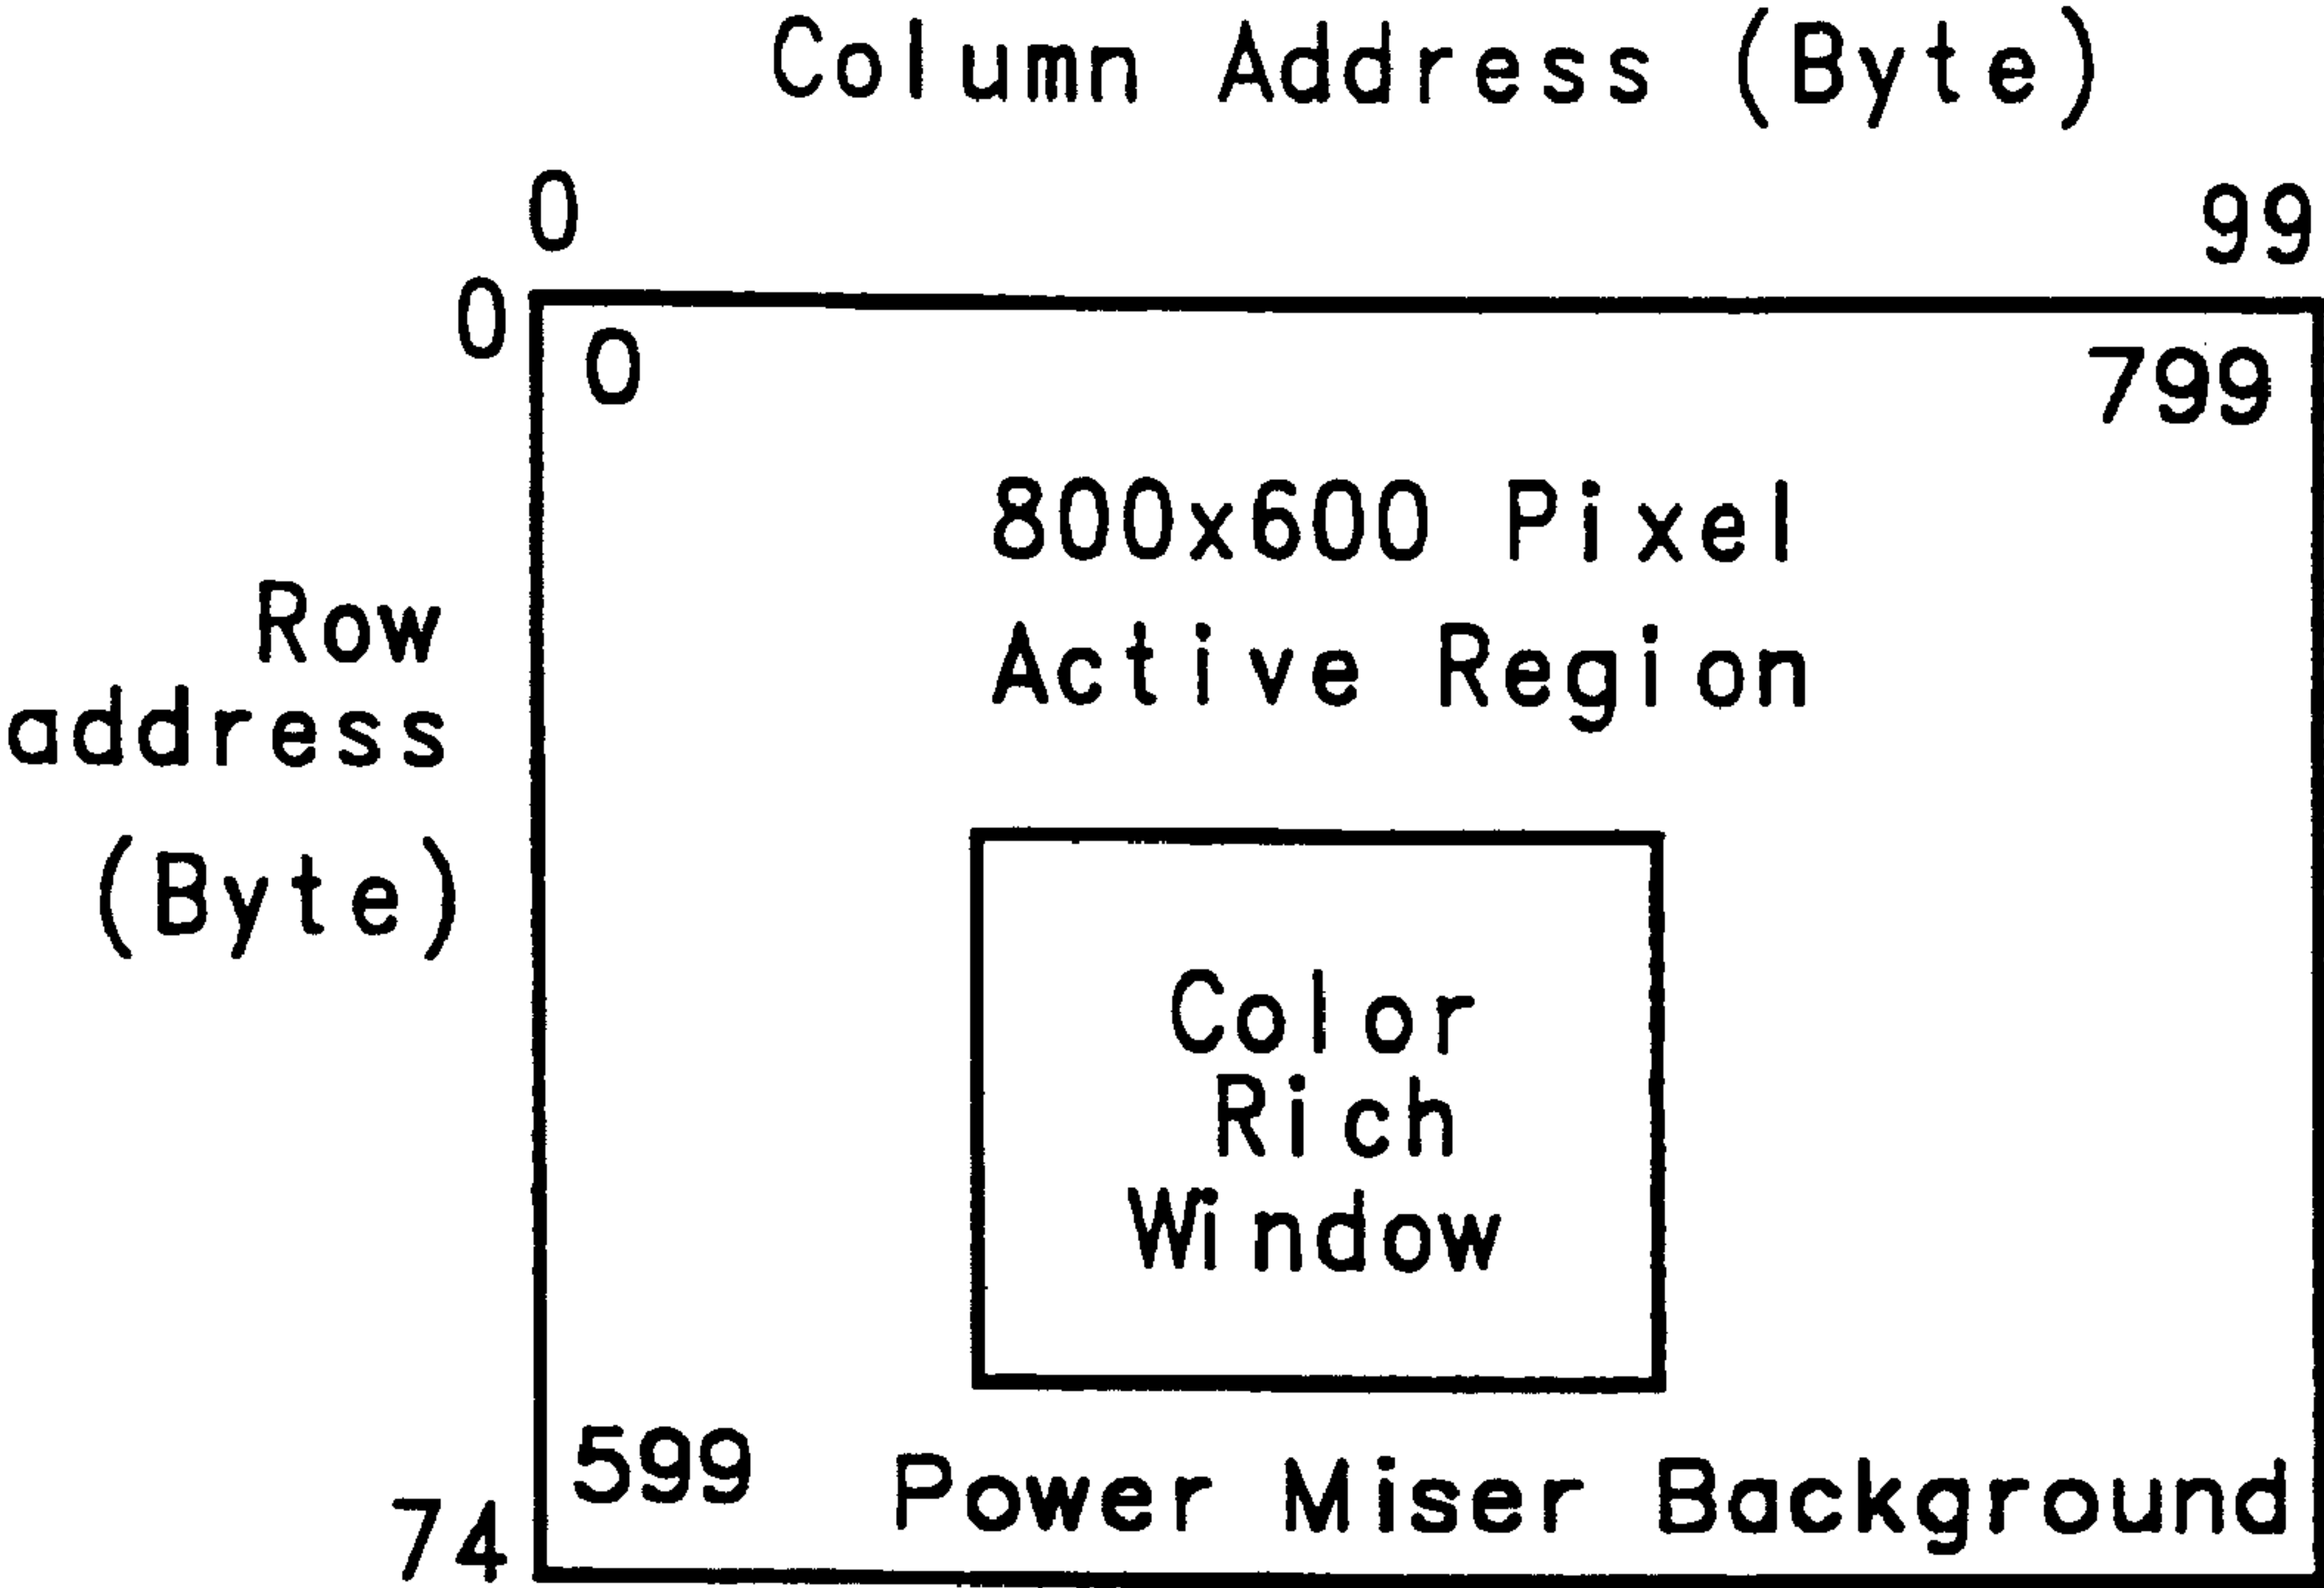 Column Address (Byte)
0 99
0
0 799
800x600 Pixel
Active Region
Row
address
(Byte)
Color
Rich
Window
599 Power Miser Background
74